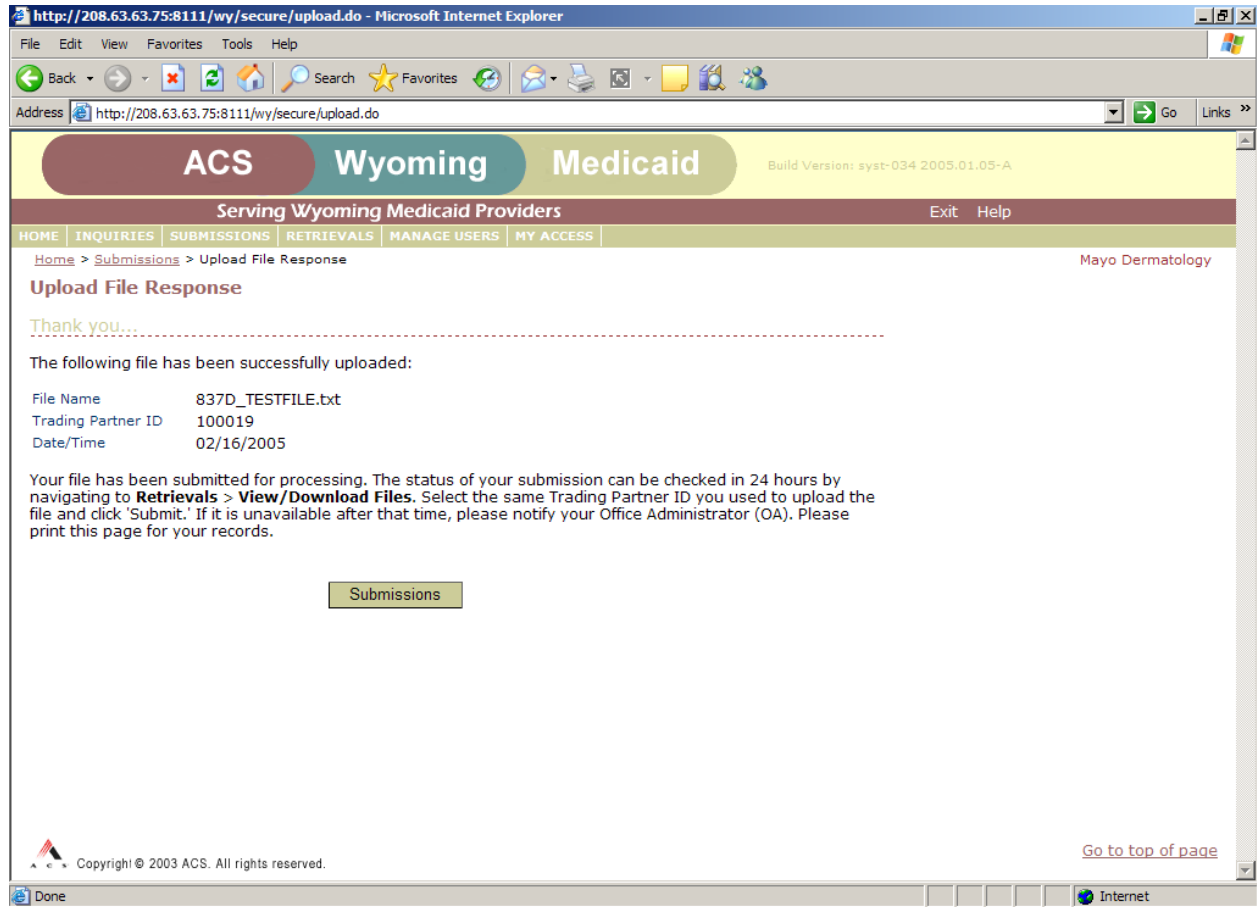 http://208.63.63.75:8111/wy/secure/upload.do - Microsoft Internet Explorer
File Edit View Favorites Tools Help
Back Search Favorites
Address http://208.63.63.75:8111/wy/secure/upload.do Go Links »
ACS Wyoming Medicaid Build Version: syst-034 2005.01.05-A
Serving Wyoming Medicaid Providers Exit Help
HOME INQUIRIES SUBMISSIONS RETRIEVALS MANAGE USERS MY ACCESS
Home > Submissions > Upload File Response Mayo Dermatology
Upload File Response
Thank you...
The following file has been successfully uploaded:
File Name 837D_TESTFILE.txt
Trading Partner ID 100019
Date/Time 02/16/2005
Your file has been submitted for processing. The status of your submission can be checked in 24 hours by
navigating to Retrievals > View/Download Files. Select the same Trading Partner ID you used to upload the
file and click 'Submit.' If it is unavailable after that time, please notify your Office Administrator (OA). Please
print this page for your records.
Submissions
Go to top of page
A C S Copyright © 2003 ACS. All rights reserved.
Done Internet